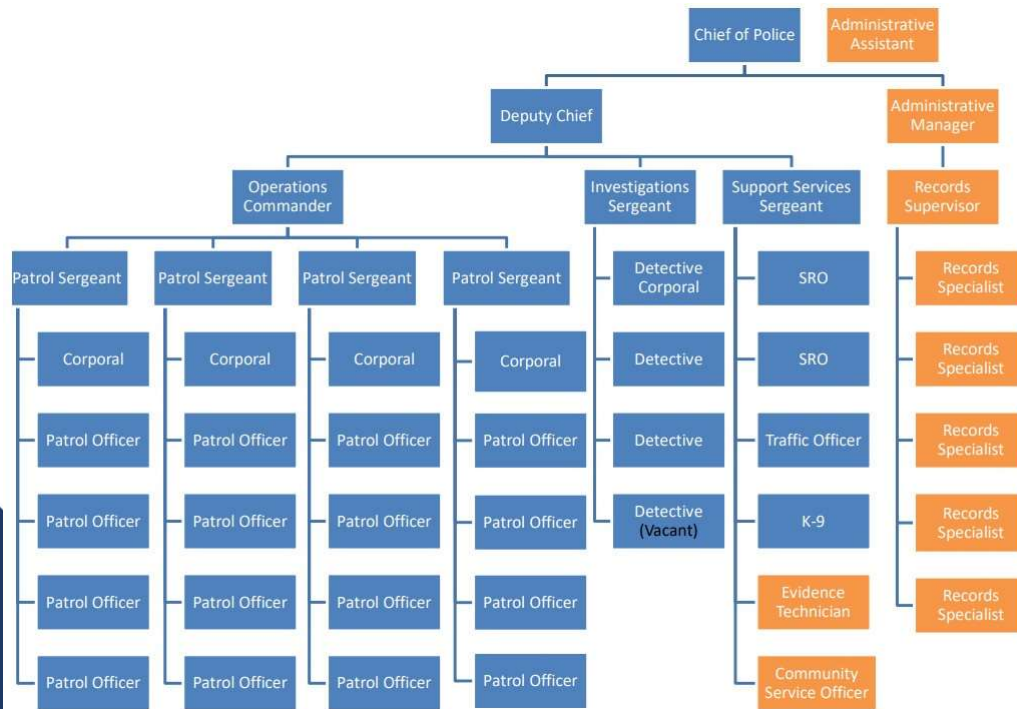 Chief of Police
Administrative
Assistant
Deputy Chief
Administrative
Manager
Operations
Commander
Investigations
Sergeant
Support Services
Sergeant
Records
Supervisor
Patrol Sergeant
Patrol Sergeant
Patrol Sergeant
Patrol Sergeant
Detective
Corporal
SRO
Records
Specialist
Corporal
Corporal
Corporal
Corporal
Detective
SRO
Records
Specialist
Patrol Officer
Patrol Officer
Patrol Officer
Patrol Officer
Detective
Traffic Officer
Records
Specialist
Patrol Officer
Patrol Officer
Patrol Officer
Patrol Officer
Detective
(Vacant)
K-9
Records
Specialist
Patrol Officer
Patrol Officer
Patrol Officer
Patrol Officer
Evidence
Technician
Records
Specialist
Patrol Officer
Patrol Officer
Patrol Officer
Patrol Officer
Community
Service Officer